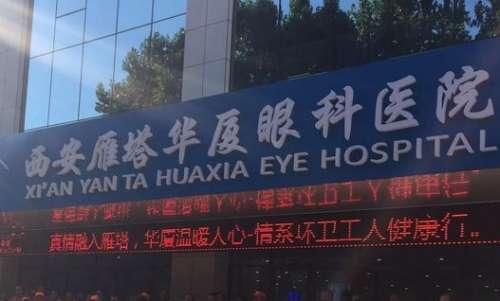 西安雁塔华厦眼科医院
XI'AN YAN TA HUAXIA EYE HOSPITAL
真情融入雁塔，华厦温暖人心-情系环卫工人健康行。